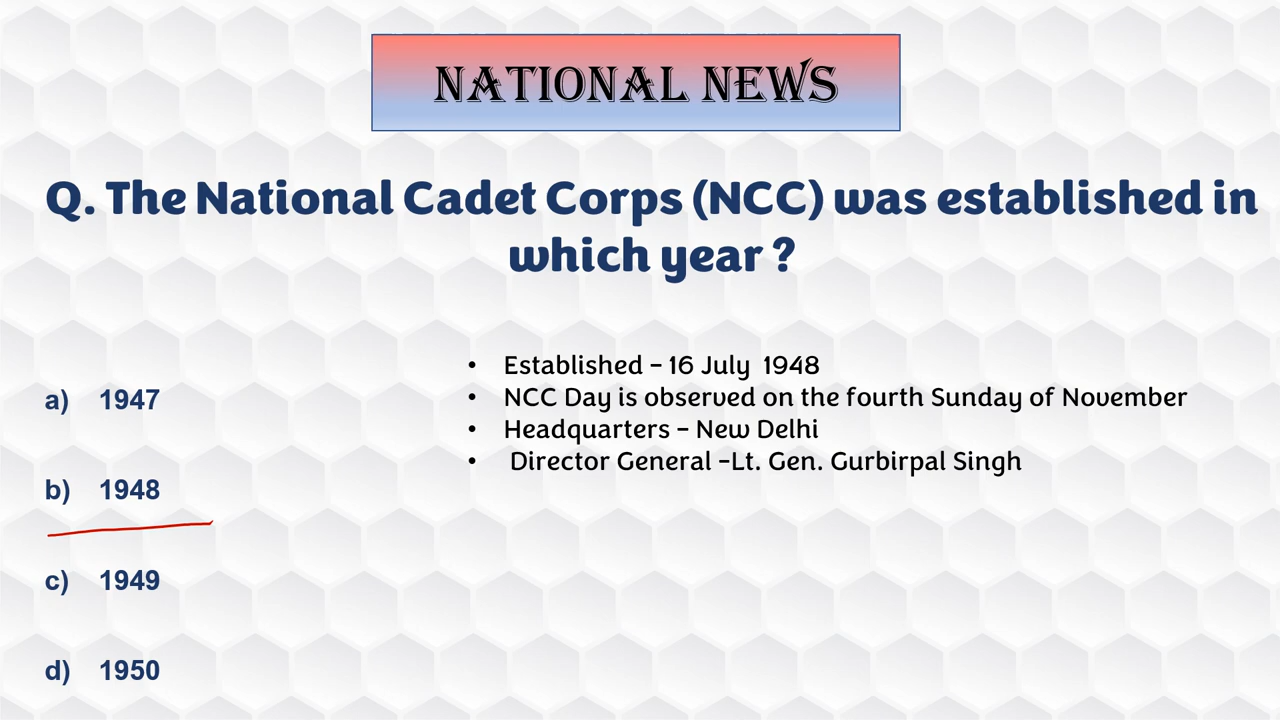 NATIONAL NEWS
Q. The National Cadet Corps (NCC) was established in
which year ?
a) 1947
b) 1948
c) 1949
d) 1950
• Established – 16 July 1948
• NCC Day is observed on the fourth Sunday of November
• Headquarters – New Delhi
• Director General –Lt. Gen. Gurbirpal Singh